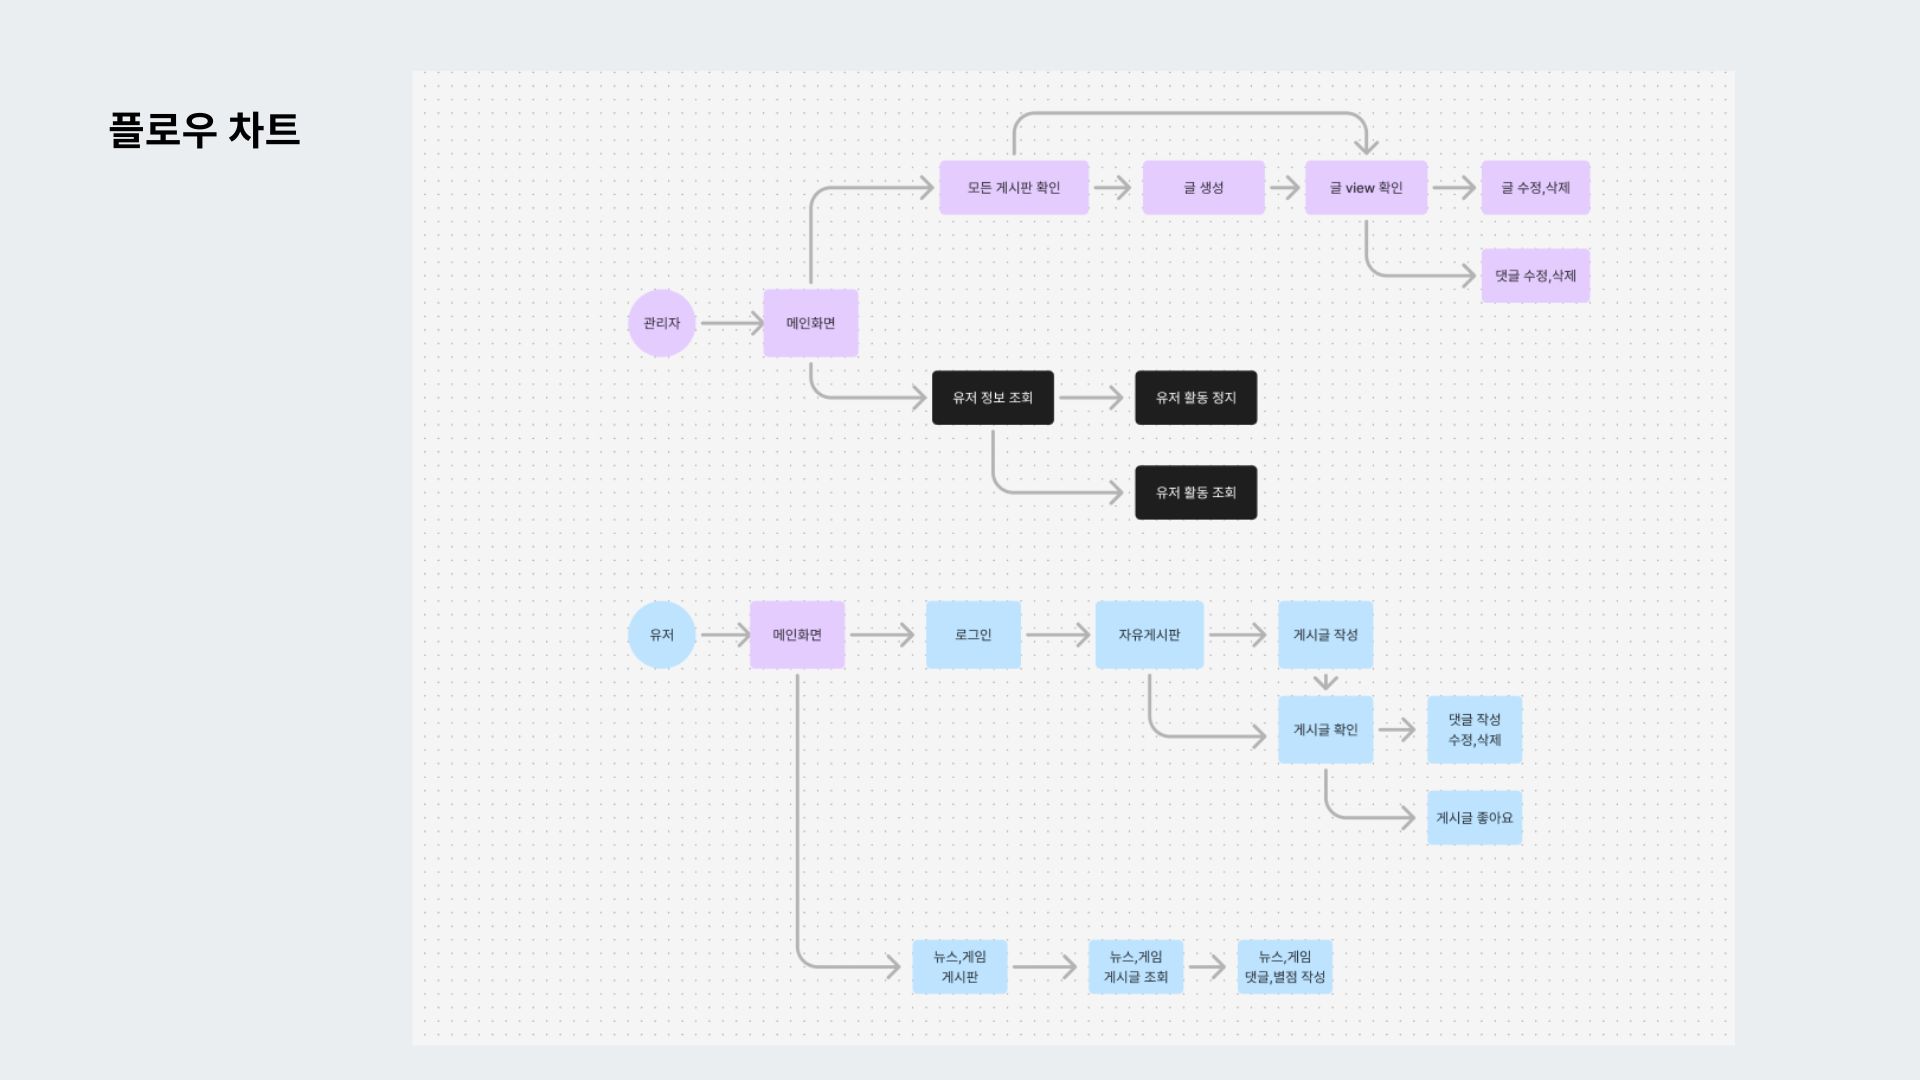 플로우 차트
모든 게시판 확인
글 생성
글 view 확인
글 수정,삭제
댓글 수정,삭제
관리자
메인화면
유저 정보 조회
유저 활동 정지
유저 활동 조회
유저
메인화면
로그인
자유게시판
게시글 작성
게시글 확인
댓글 작성
수정,삭제
게시글 좋아요
뉴스,게임
게시판
뉴스,게임
게시글 조회
뉴스,게임
댓글,별점 작성